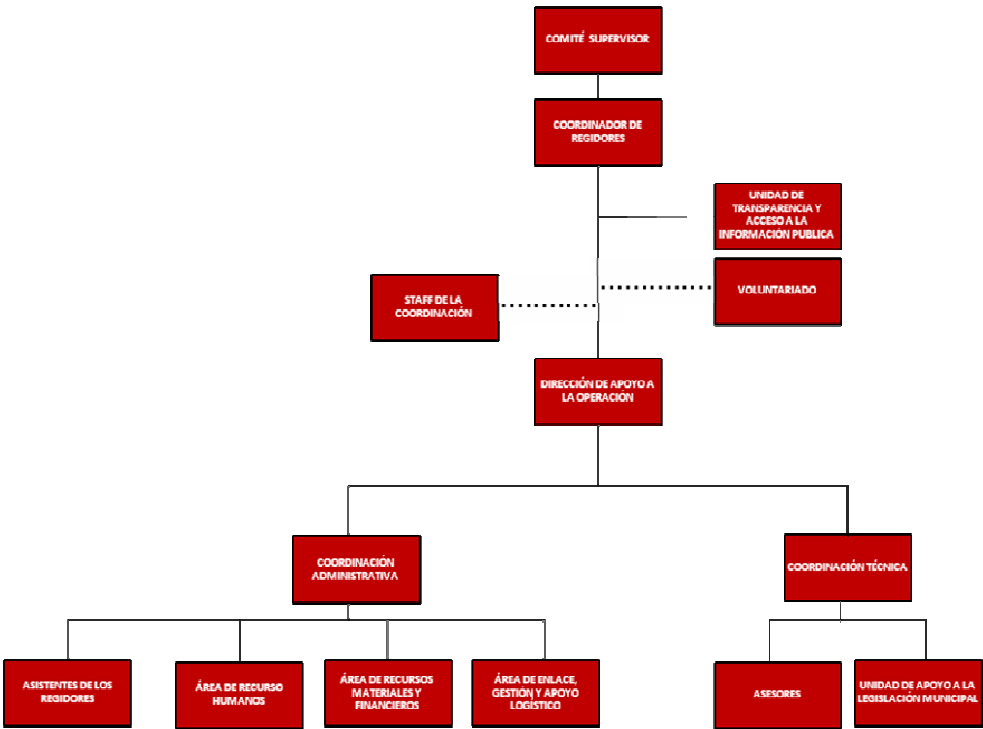 COMITÉ SUPERVISOR
COORDINADOR DE
REGIDORES
UNIDAD DE
TRANSPARENCIA Y
ACCESO A LA
INFORMACIÓN PUBLICA
VOLUNTARIADO
STAFF DE LA
COORDINACIÓN
DIRECCIÓN DE APOYO A
LA OPERACIÓN
COORDINACIÓN
ADMINISTRATIVA
COORDINACIÓN TÉCNICA
ASISTENTES DE LOS
REGIDORES
ÁREA DE RECURSO
HUMANOS
ÁREA DE RECURSOS
MATERIALES Y
FINANCIEROS
ÁREA DE ENLACE,
GESTIÓN Y APOYO
LOGÍSTICO
ASESORES
UNIDAD DE APOYO A LA
LEGISLACIÓN MUNICIPAL